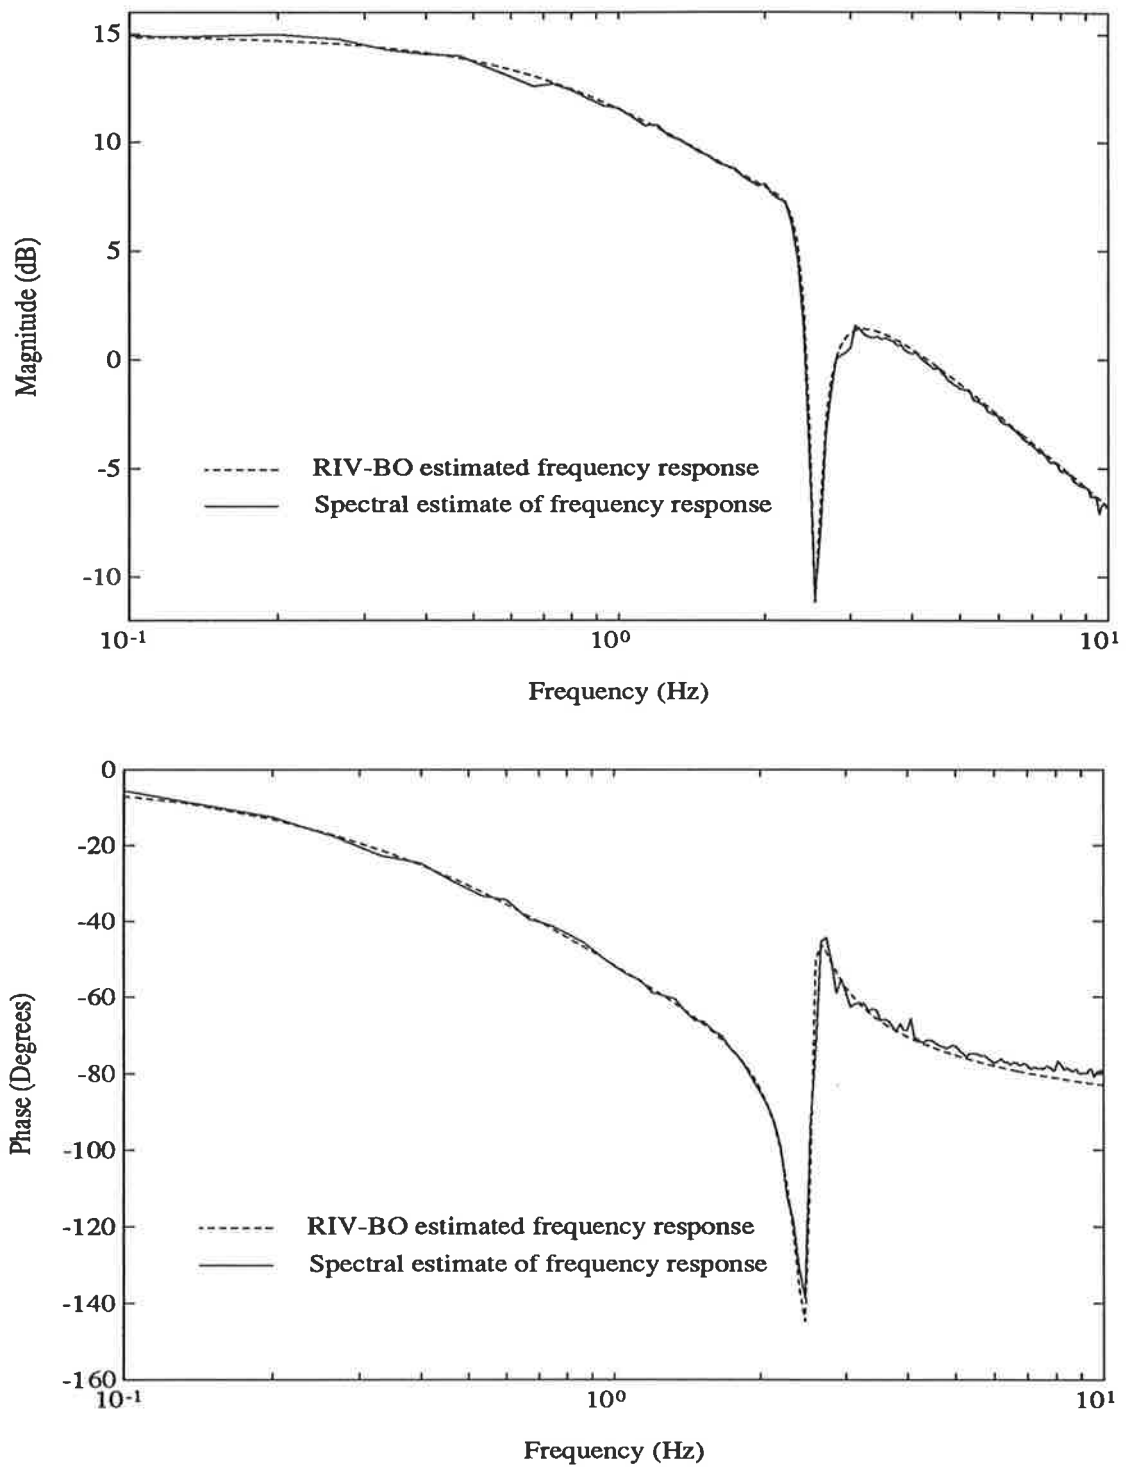 15
10
5
0
-5
-10
Magnitude (dB)
RIV-BO estimated frequency response
Spectral estimate of frequency response
10-1
100
101
Frequency (Hz)
0
-20
-40
-60
-80
-100
-120
-140
-160
Phase (Degrees)
RIV-BO estimated frequency response
Spectral estimate of frequency response
10-1
100
101
Frequency (Hz)